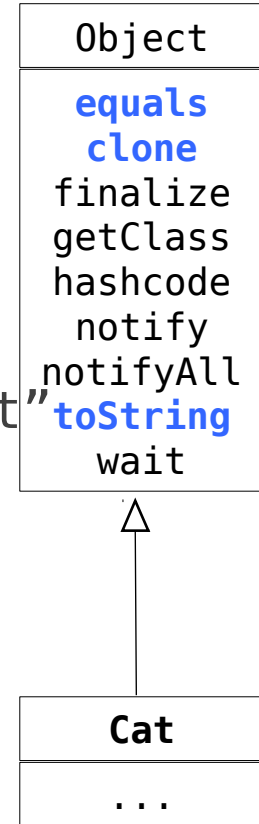 Object
equals
clone
finalize
getClass
hashcode
notify
notifyAll
t”
toString
wait
Cat
...